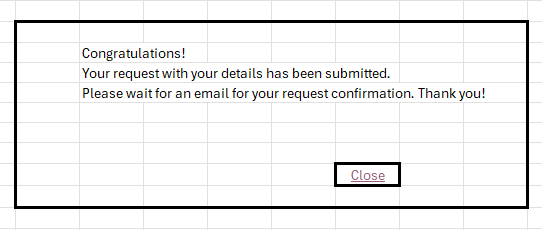 Congratulations!
Your request with your details has been submitted.
Please wait for an email for your request confirmation. Thank you!
Close